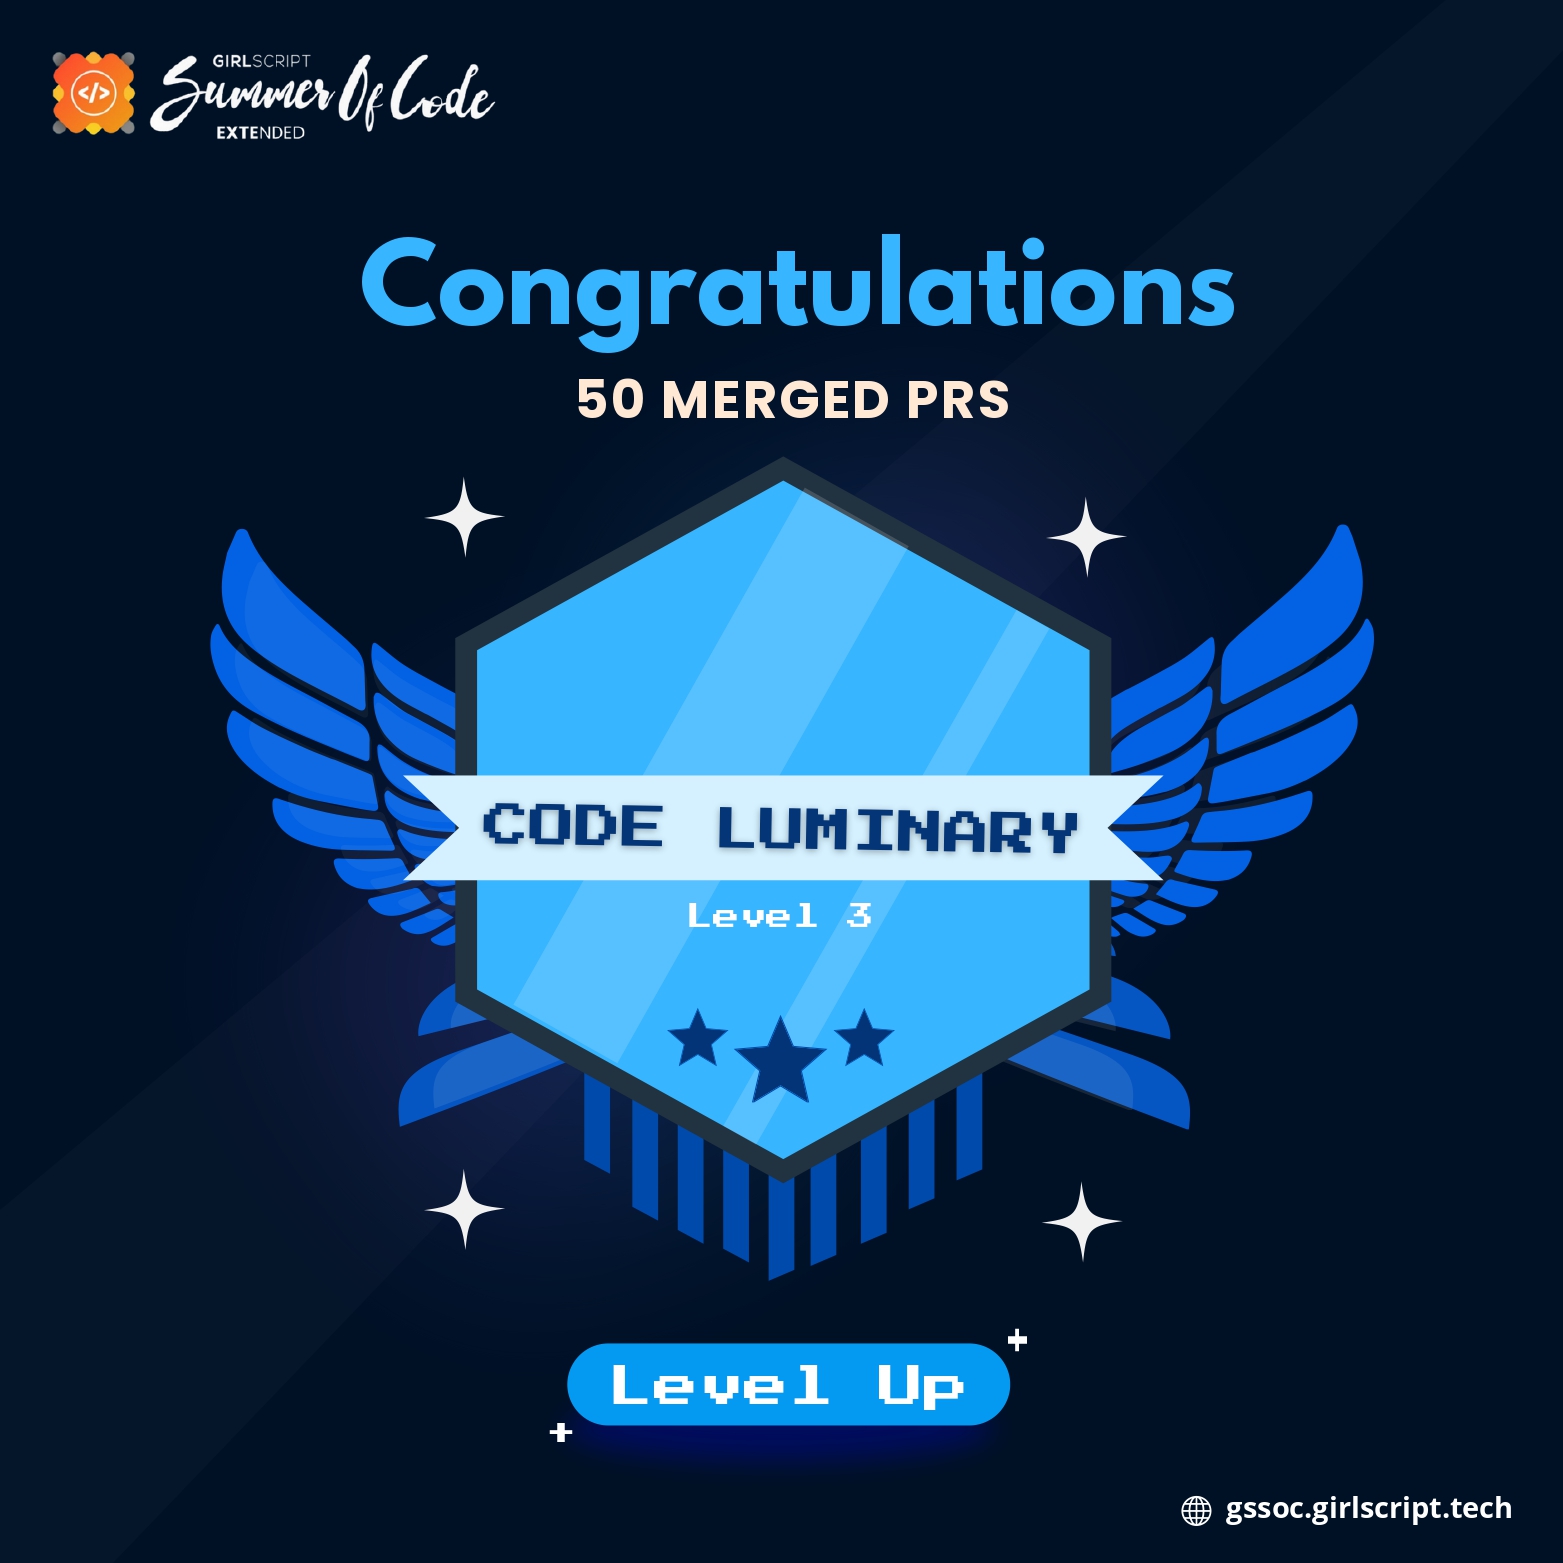 GIRLSCRIPT
Summer Of Code
EXTENDED
Congratulations
50 MERGED PRS
CODE LUMINARY
Level 3
Level Up
gssoc.girlscript.tech